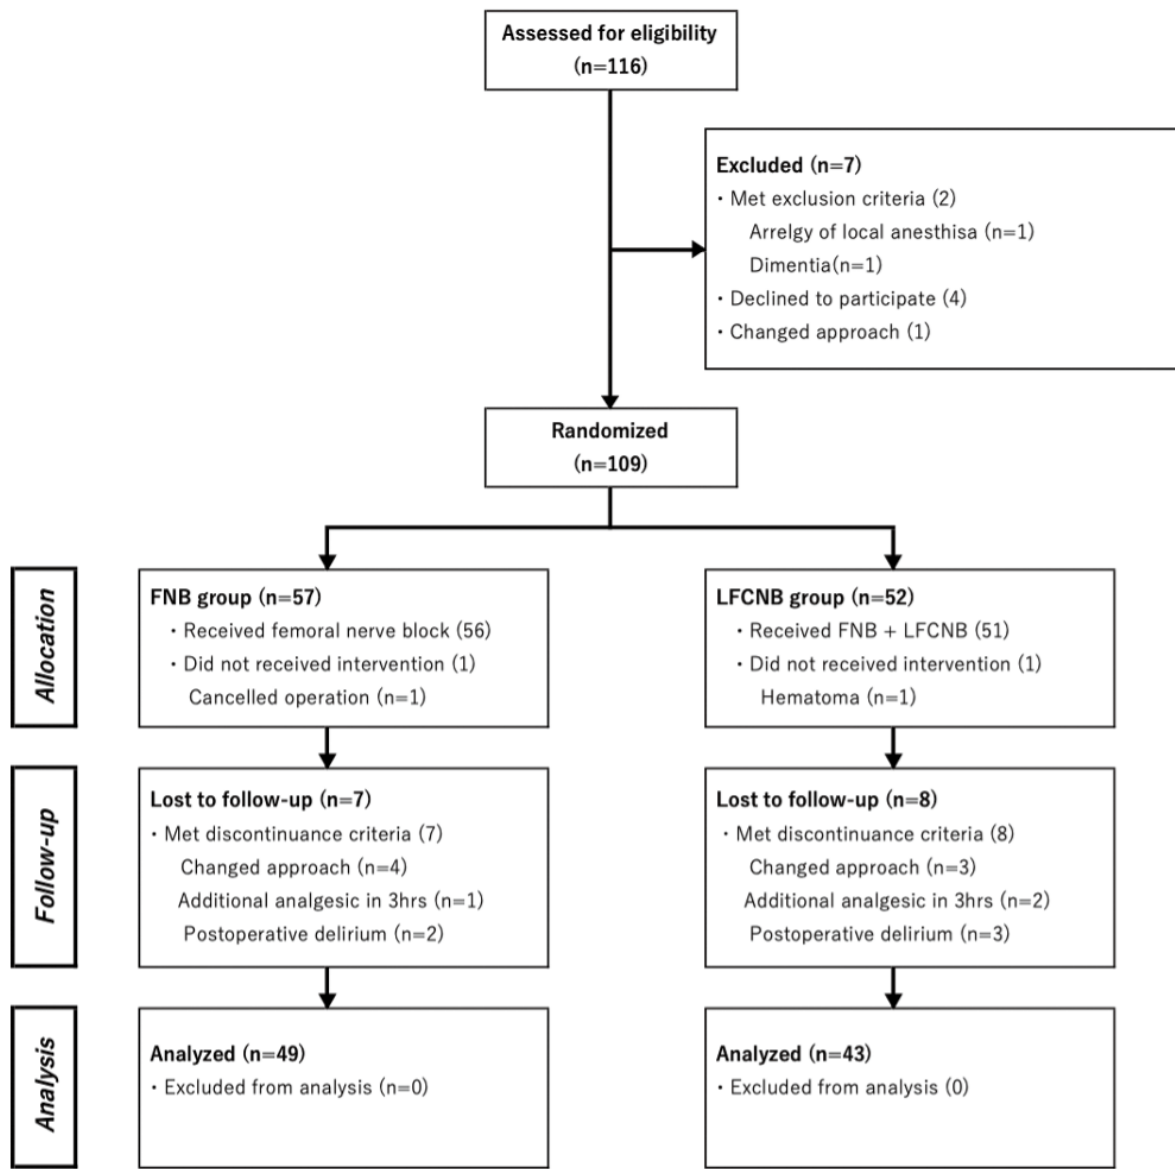 Assessed for eligibility
(n=116)
Excluded (n=7)
・Met exclusion criteria (2)
Arrelgy of local anesthisa (n=1)
Dimentia(n=1)
・Declined to participate (4)
・Changed approach (1)
Randomized
(n=109)
Allocation
FNB group (n=57)
・Received femoral nerve block (56)
・Did not received intervention (1)
Cancelled operation (n=1)
LFCNB group (n=52)
・Received FNB + LFCNB (51)
・Did not received intervention (1)
Hematoma (n=1)
Follow-up
Lost to follow-up (n=7)
・Met discontinuance criteria (7)
Changed approach (n=4)
Additional analgesic in 3hrs (n=1)
Postoperative delirium (n=2)
Lost to follow-up (n=8)
・Met discontinuance criteria (8)
Changed approach (n=3)
Additional analgesic in 3hrs (n=2)
Postoperative delirium (n=3)
Analysis
Analyzed (n=49)
・Excluded from analysis (n=0)
Analyzed (n=43)
・Excluded from analysis (0)